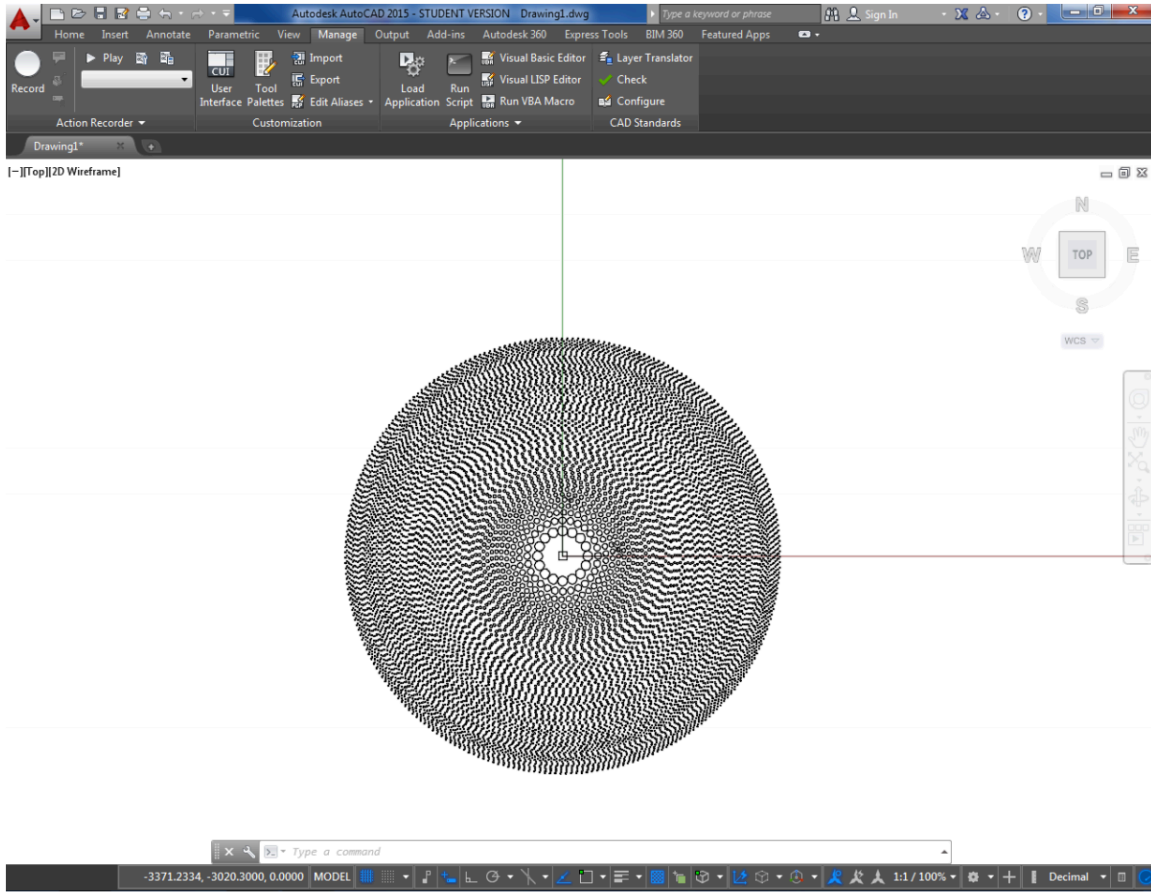 Autodesk AutoCAD 2015 - STUDENT VERSION Drawing1.dwg
Type a keyword or phrase
Sign In
Home Insert Annotate Parametric View Manage Output Add-ins Autodesk 360 Express Tools BIM 360 Featured Apps
Record
Play
CUI
User Interface
Tool Palettes
Import
Export
Edit Aliases
Load Application
Run Script
Visual Basic Editor
Visual LISP Editor
Run VBA Macro
Layer Translator
Check
Configure
Action Recorder
Customization
Applications
CAD Standards
Drawing1*
[−][Top][2D Wireframe]
N
W
TOP
E
S
WCS
Type a command
-3371.2334, -3020.3000, 0.0000 MODEL
1:1 / 100%
Decimal